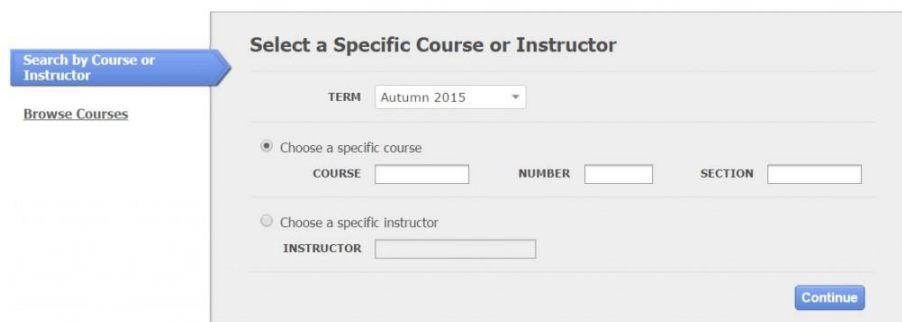 Search by Course or
Instructor
Browse Courses
Select a Specific Course or Instructor
TERM Autumn 2015
Choose a specific course
COURSE NUMBER SECTION
Choose a specific instructor
INSTRUCTOR
Continue